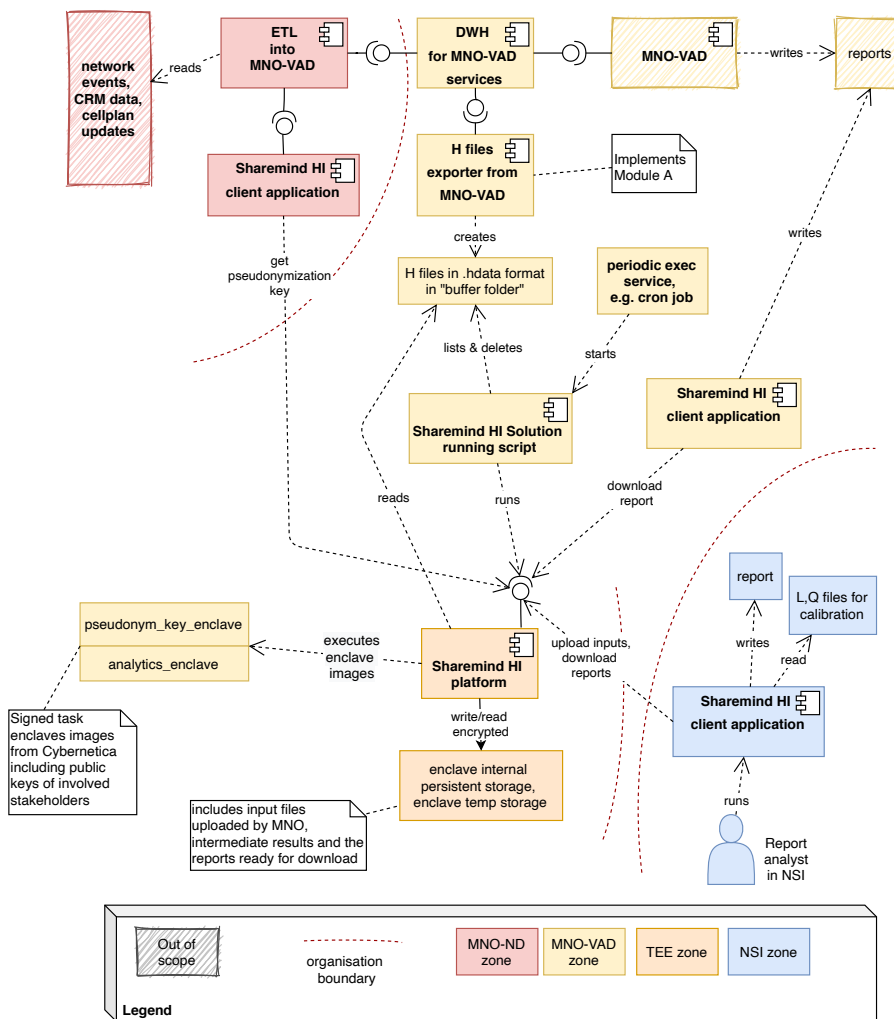 network
events,
CRM data,
cellplan
updates
reads
ETL
into
MNO-VAD
DWH
for MNO-VAD
services
MNO-VAD
writes
reports
Sharemind HI
client application
H files
exporter from
MNO-VAD
Implements
Module A
get
pseudonymization
key
creates
H files in .hdata format
in "buffer folder"
periodic exec
service,
e.g. cron job
writes
lists & deletes
starts
Sharemind HI Solution
running script
Sharemind HI
client application
reads
runs
download
report
report
L,Q files for
calibration
pseudonym_key_enclave
analytics_enclave
executes
enclave
images
Sharemind HI
platform
upload inputs,
download
reports
writes
read
Sharemind HI
client application
Signed task
enclaves images
from Cybernetica
including public
keys of involved
stakeholders
write/read
encrypted
enclave internal
persistent storage,
enclave temp storage
includes input files
uploaded by MNO,
intermediate results and the
reports ready for download
runs
Report
analyst
in NSI
Out of
scope
organisation
boundary
MNO-ND
zone
MNO-VAD
zone
TEE zone
NSI zone
Legend